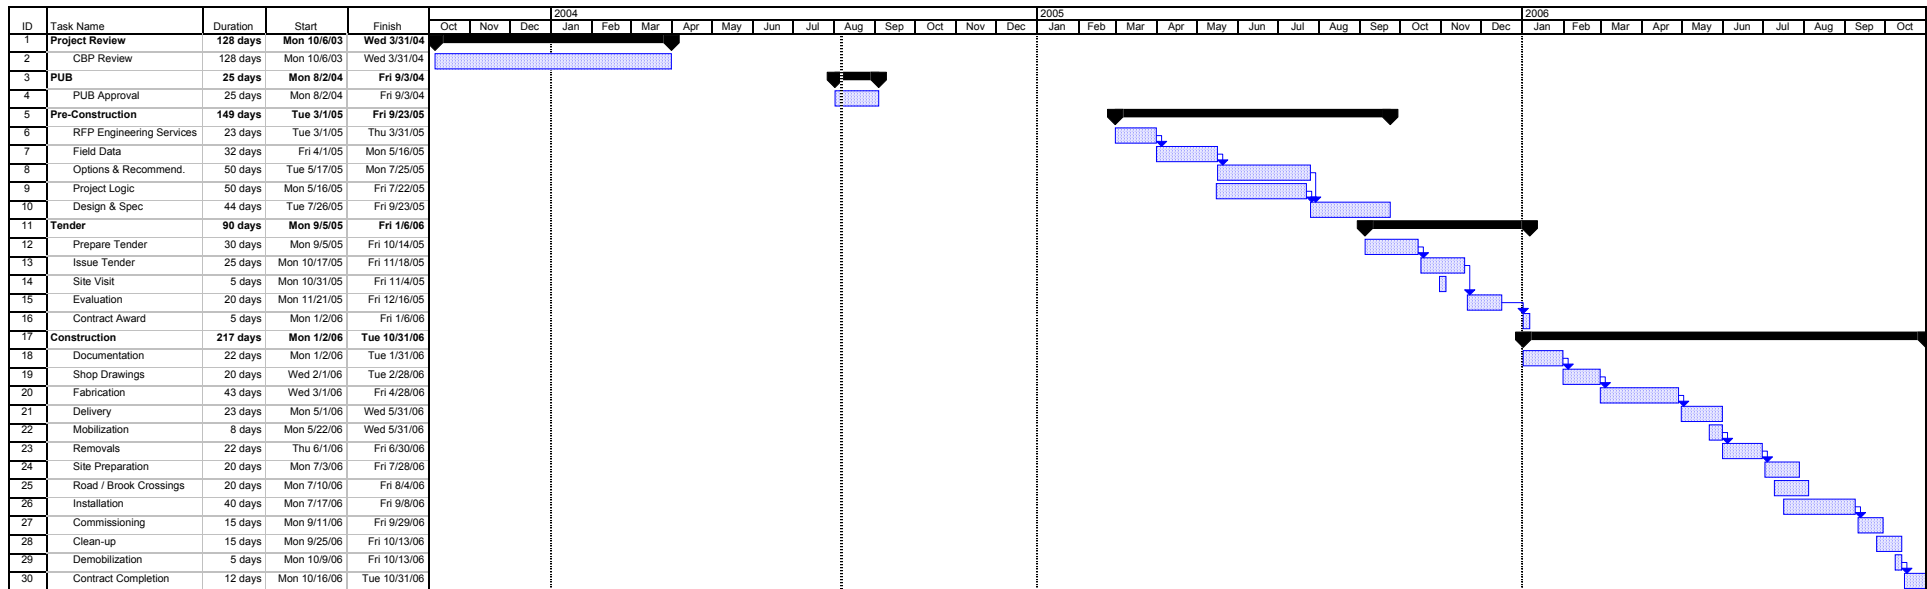 2004 2005 2006
ID Task Name Duration Start Finish Oct Nov Dec Jan Feb Mar Apr May Jun Jul Aug Sep Oct Nov Dec Jan Feb Mar Apr May Jun Jul Aug Sep Oct Nov Dec Jan Feb Mar Apr May Jun Jul Aug Sep Oct
1 Project Review 128 days Mon 10/6/03 Wed 3/31/04
2 CBP Review 128 days Mon 10/6/03 Wed 3/31/04
3 PUB 25 days Mon 8/2/04 Fri 9/3/04
4 PUB Approval 25 days Mon 8/2/04 Fri 9/3/04
5 Pre-Construction 149 days Tue 3/1/05 Fri 9/23/05
6 RFP Engineering Services 23 days Tue 3/1/05 Thu 3/31/05
7 Field Data 32 days Fri 4/1/05 Mon 5/16/05
8 Options & Recommend. 50 days Tue 5/17/05 Mon 7/25/05
9 Project Logic 50 days Mon 5/16/05 Fri 7/22/05
10 Design & Spec 44 days Tue 7/26/05 Fri 9/23/05
11 Tender 90 days Mon 9/5/05 Fri 1/6/06
12 Prepare Tender 30 days Mon 9/5/05 Fri 10/14/05
13 Issue Tender 25 days Mon 10/17/05 Fri 11/18/05
14 Site Visit 5 days Mon 10/31/05 Fri 11/4/05
15 Evaluation 20 days Mon 11/21/05 Fri 12/16/05
16 Contract Award 5 days Mon 1/2/06 Fri 1/6/06
17 Construction 217 days Mon 1/2/06 Tue 10/31/06
18 Documentation 22 days Mon 1/2/06 Tue 1/31/06
19 Shop Drawings 20 days Wed 2/1/06 Tue 2/28/06
20 Fabrication 43 days Wed 3/1/06 Fri 4/28/06
21 Delivery 23 days Mon 5/1/06 Wed 5/31/06
22 Mobilization 8 days Mon 5/22/06 Wed 5/31/06
23 Removals 22 days Thu 6/1/06 Fri 6/30/06
24 Site Preparation 20 days Mon 7/3/06 Fri 7/28/06
25 Road / Brook Crossings 20 days Mon 7/10/06 Fri 8/4/06
26 Installation 40 days Mon 7/17/06 Fri 9/8/06
27 Commissioning 15 days Mon 9/11/06 Fri 9/29/06
28 Clean-up 15 days Mon 9/25/06 Fri 10/13/06
29 Demobilization 5 days Mon 10/9/06 Fri 10/13/06
30 Contract Completion 12 days Mon 10/16/06 Tue 10/31/06